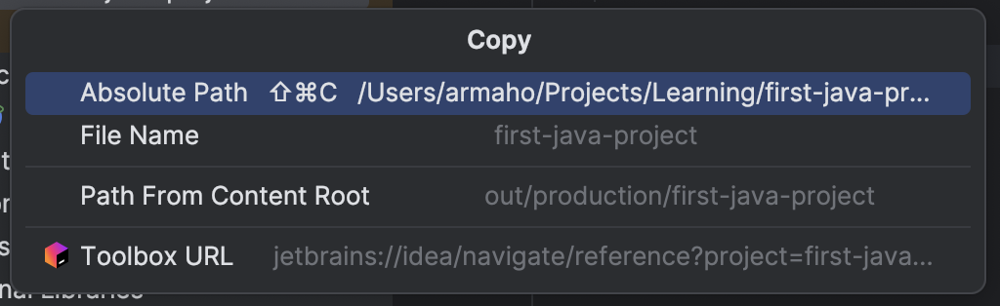 Copy
Absolute Path ⇧⌘C /Users/armaho/Projects/Learning/first-java-pr...
File Name first-java-project
Path From Content Root out/production/first-java-project
Toolbox URL jetbrains://idea/navigate/reference?project=first-java...